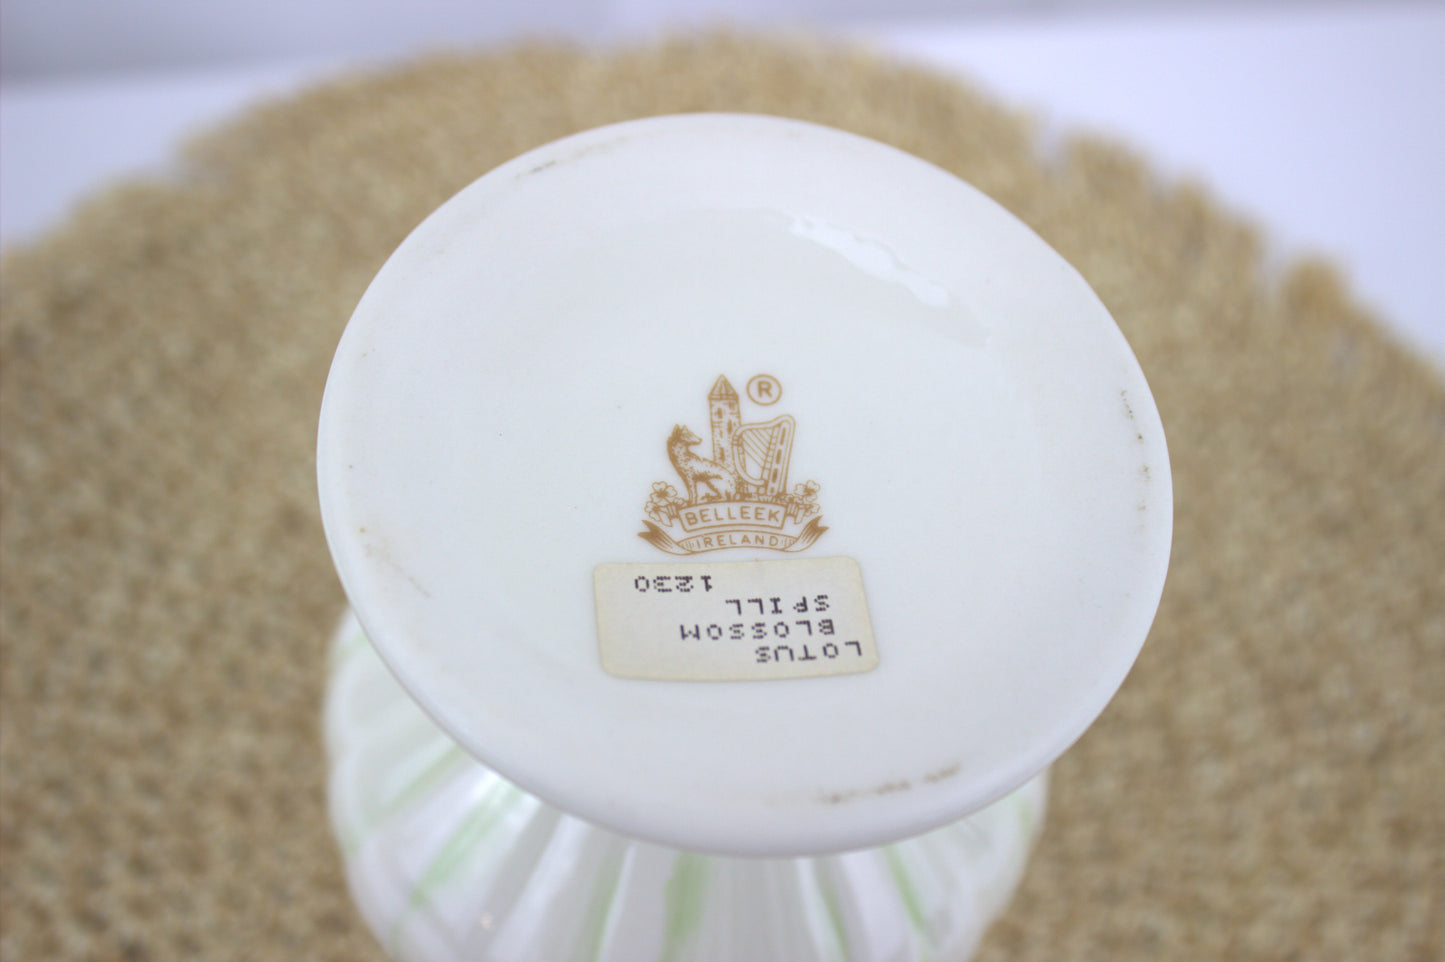 ®
BELLEEK
IRELAND
LOTUS
BLOSSOM
SPILL
1230